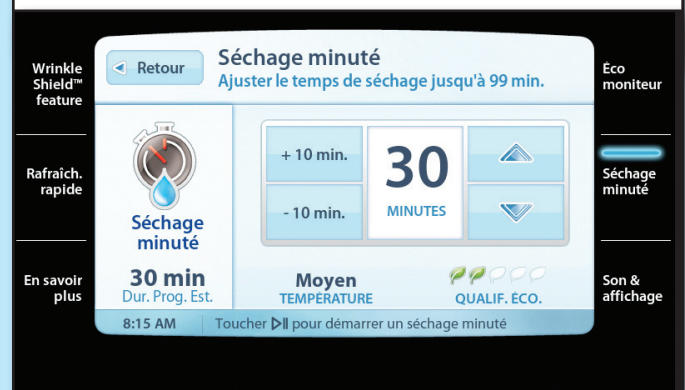 Wrinkle
Shield™
feature
Rafraîch.
rapide
En savoir
plus
Retour
Séchage minuté
Ajuster le temps de séchage jusqu'à 99 min.
Séchage
minuté
30 min
Dur. Prog. Est.
+ 10 min.
- 10 min.
30
MINUTES
Moyen
TEMPÉRATURE
QUALIF. ÉCO.
8:15 AM
Toucher pour démarrer un séchage minuté
Éco
moniteur
Séchage
minuté
Son &
affichage